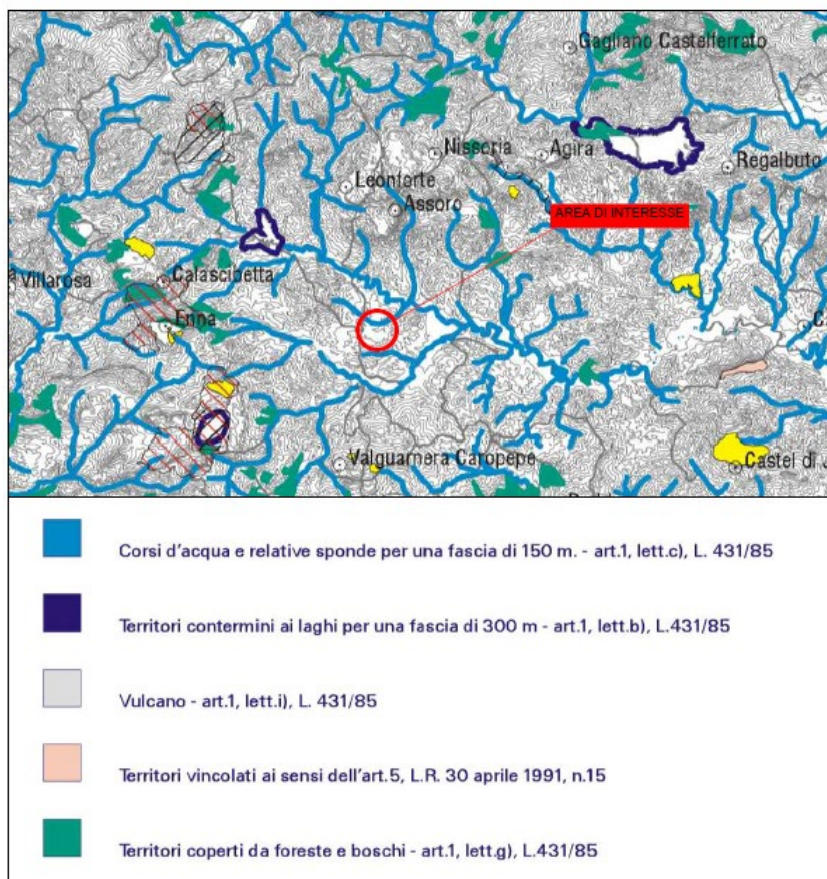 Gagliano Castelferrato
Nissoria
Agira
Regalbuto
Leonforte
Assoro
AREA DI INTERESSE
Villarosa
Calascibetta
Enna
Valguarnera Caropepe
Castel di J
Corsi d'acqua e relative sponde per una fascia di 150 m. - art.1, lett.c), L. 431/85
Territori contermini ai laghi per una fascia di 300 m - art.1, lett.b), L.431/85
Vulcano - art.1, lett.i), L. 431/85
Territori vincolati ai sensi dell'art.5, L.R. 30 aprile 1991, n.15
Territori coperti da foreste e boschi - art.1, lett.g), L.431/85